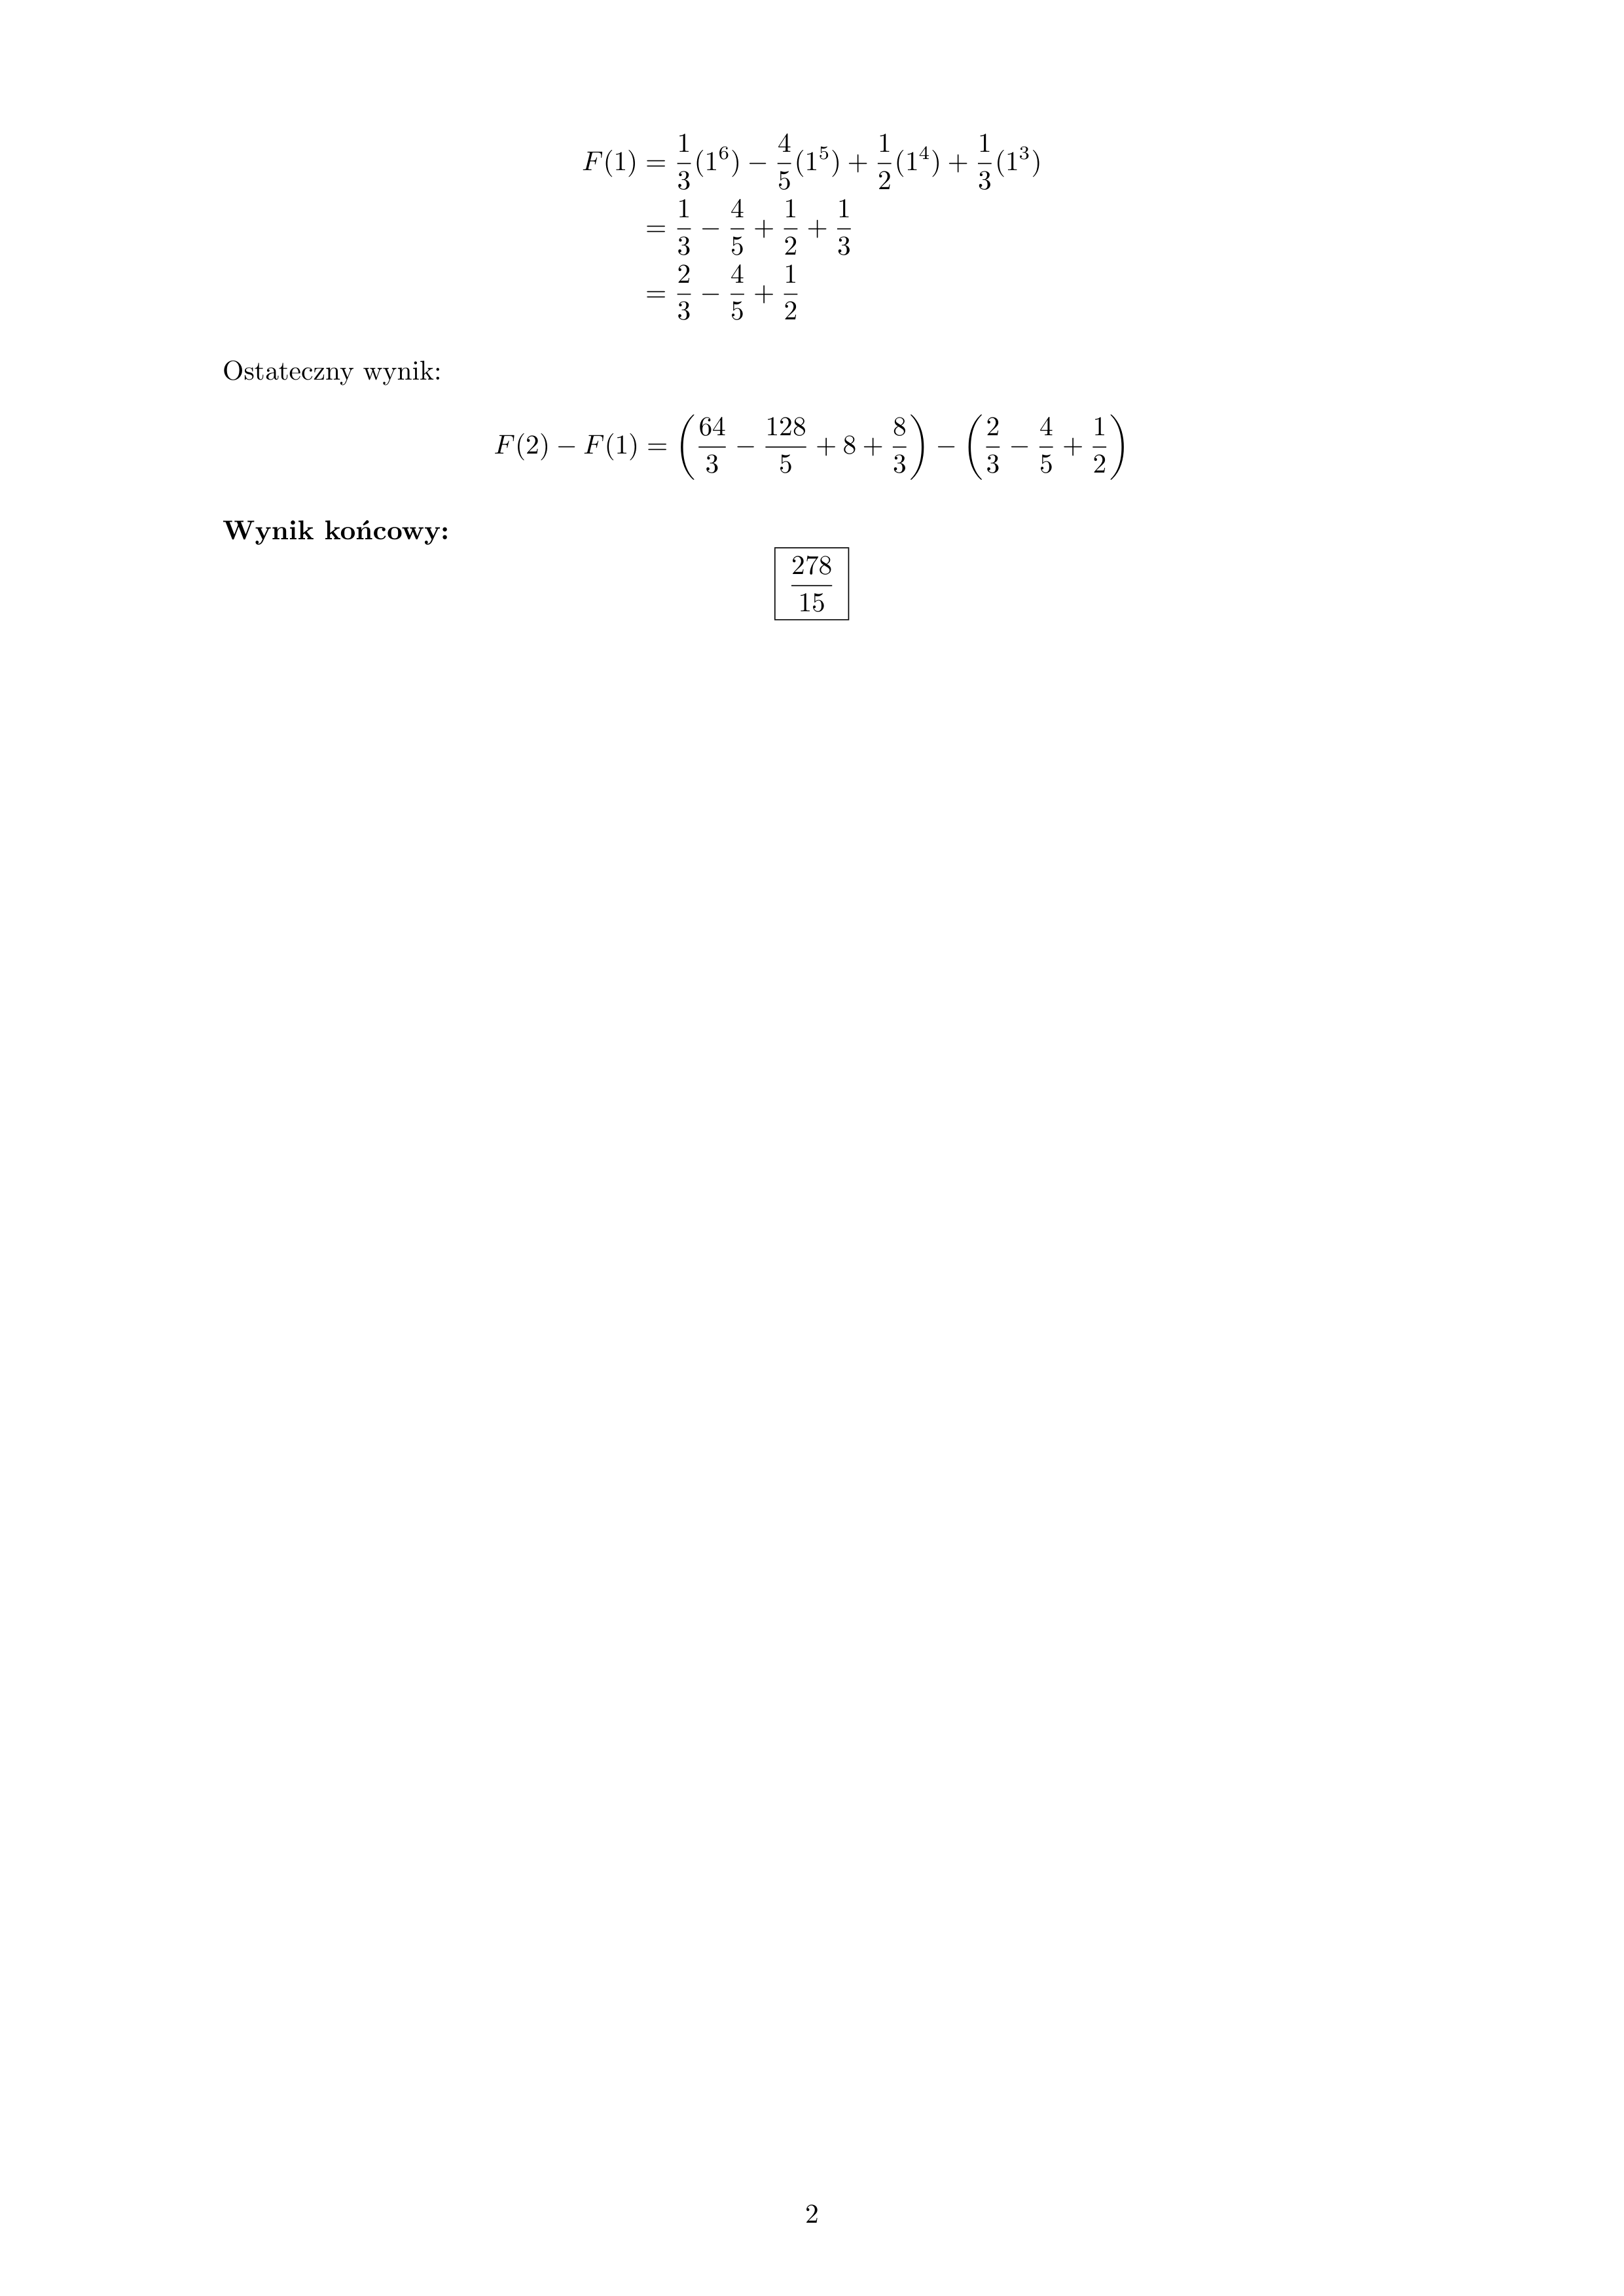 F(1) = \frac{1}{3}(1^6) − \frac{4}{5}(1^5) + \frac{1}{2}(1^4) + \frac{1}{3}(1^3)
= \frac{1}{3} − \frac{4}{5} + \frac{1}{2} + \frac{1}{3}
= \frac{2}{3} − \frac{4}{5} + \frac{1}{2}
Ostateczny wynik:
F(2) − F(1) = \left(\frac{64}{3} − \frac{128}{5} + 8 + \frac{8}{3}\right) − \left(\frac{2}{3} − \frac{4}{5} + \frac{1}{2}\right)
Wynik końcowy:
\frac{278}{15}
2